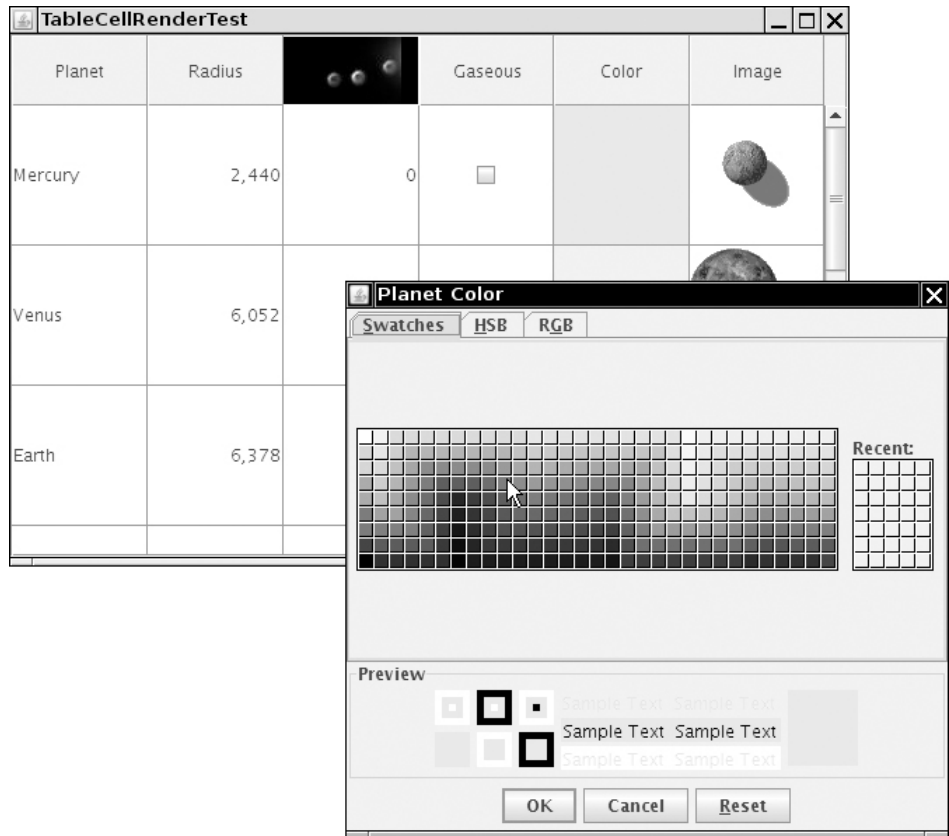 TableCellRenderTest
Planet Radius Gaseous Color Image
Mercury 2,440 0
Venus 6,052
Earth 6,378
Planet Color
Swatches HSB RGB
Recent:
Preview
Sample Text Sample Text
Sample Text Sample Text
Sample Text Sample Text
OK Cancel Reset